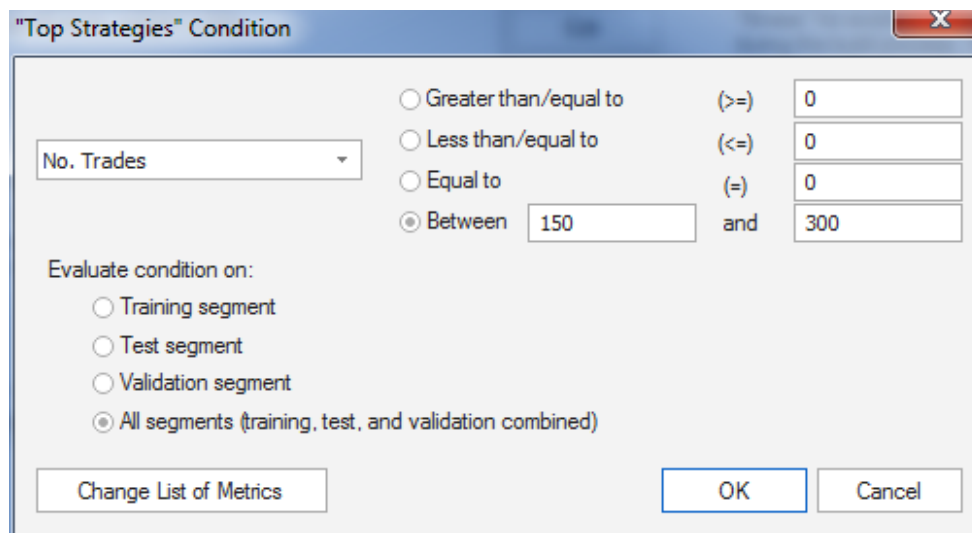 "Top Strategies" Condition
X
Greater than/equal to (>=) 0
Less than/equal to (<=) 0
No. Trades
Equal to (=) 0
Between 150 and 300
Evaluate condition on:
Training segment
Test segment
Validation segment
All segments (training, test, and validation combined)
Change List of Metrics OK Cancel